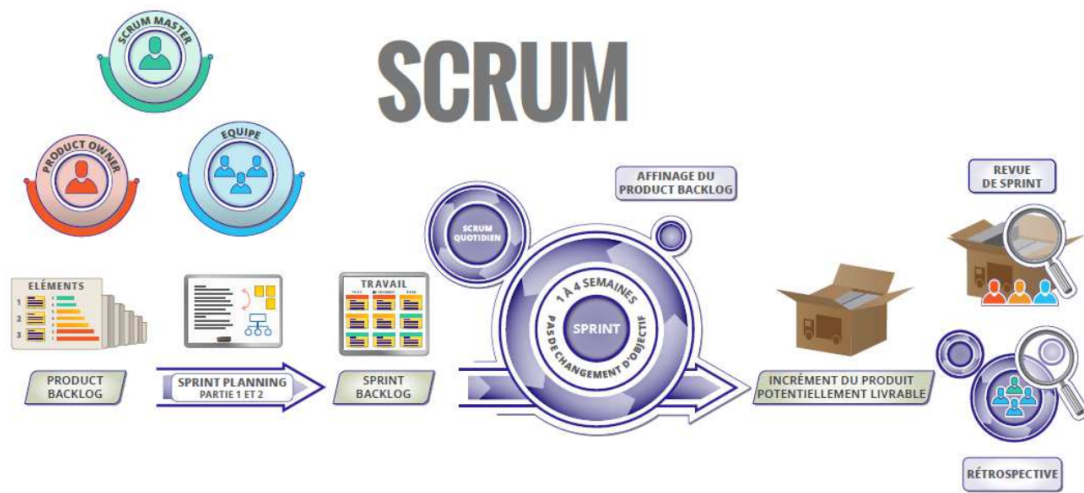 SCRUM MASTER
SCRUM
PRODUCT OWNER
EQUIPE
AFFINAGE DU
PRODUCT BACKLOG
REVUE
DE SPRINT
SCRUM
QUOTIDIEN
ELÉMENTS
1
2
3
TRAVAIL
1 À 4 SEMAINES
SPRINT
PAS DE CHANGEMENT D'OBJECTIF
PRODUCT
BACKLOG
SPRINT PLANNING
PARTIE 1 ET 2
SPRINT
BACKLOG
INCRÉMENT DU PRODUIT
POTENTIELLEMENT LIVRABLE
RÉTROSPECTIVE